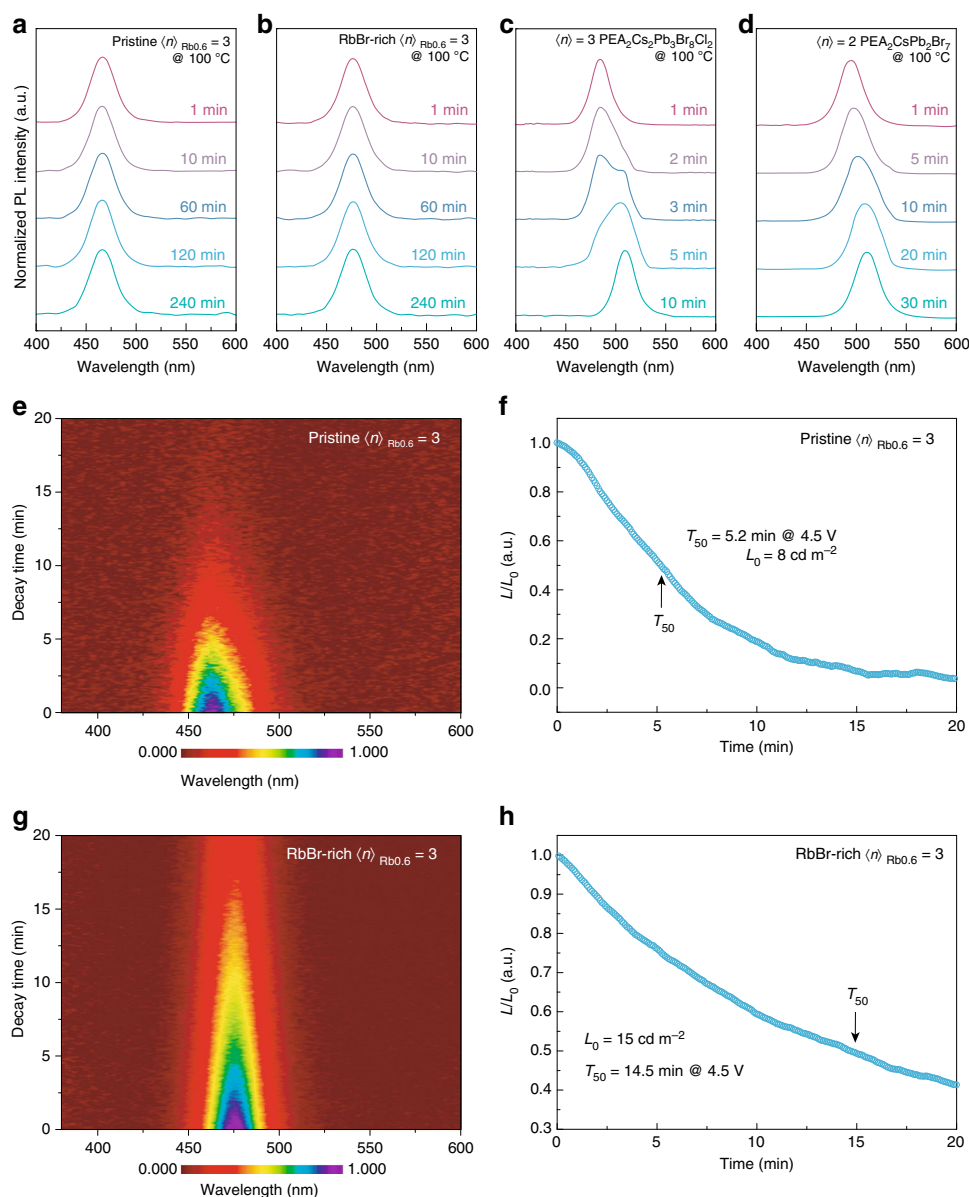 a
Pristine ⟨n⟩ Rb0.6 = 3
@ 100 °C
1 min
10 min
60 min
120 min
240 min
400 450 500 550 600
Wavelength (nm)
Normalized PL intensity (a.u.)
b
RbBr-rich ⟨n⟩ Rb0.6 = 3
@ 100 °C
1 min
10 min
60 min
120 min
240 min
400 450 500 550 600
Wavelength (nm)
c
⟨n⟩ = 3 PEA₂Cs₂Pb₃Br₈Cl₂
@ 100 °C
1 min
2 min
3 min
5 min
10 min
400 450 500 550 600
Wavelength (nm)
d
⟨n⟩ = 2 PEA₂CsPb₂Br₇
@ 100 °C
1 min
5 min
10 min
20 min
30 min
400 450 500 550 600
Wavelength (nm)
e
Pristine ⟨n⟩ Rb0.6 = 3
20
15
10
5
0
Decay time (min)
400 450 500 550 600
0.000 1.000
Wavelength (nm)
f
Pristine ⟨n⟩ Rb0.6 = 3
T₅₀ = 5.2 min @ 4.5 V
L₀ = 8 cd m⁻²
T₅₀
1.0
0.8
0.6
0.4
0.2
0.0
L/L₀ (a.u.)
0 5 10 15 20
Time (min)
g
RbBr-rich ⟨n⟩ Rb0.6 = 3
20
15
10
5
0
Decay time (min)
400 450 500 550 600
0.000 1.000
Wavelength (nm)
h
RbBr-rich ⟨n⟩ Rb0.6 = 3
T₅₀
L₀ = 15 cd m⁻²
T₅₀ = 14.5 min @ 4.5 V
1.0
0.9
0.8
0.7
0.6
0.5
0.4
0.3
L/L₀ (a.u.)
0 5 10 15 20
Time (min)